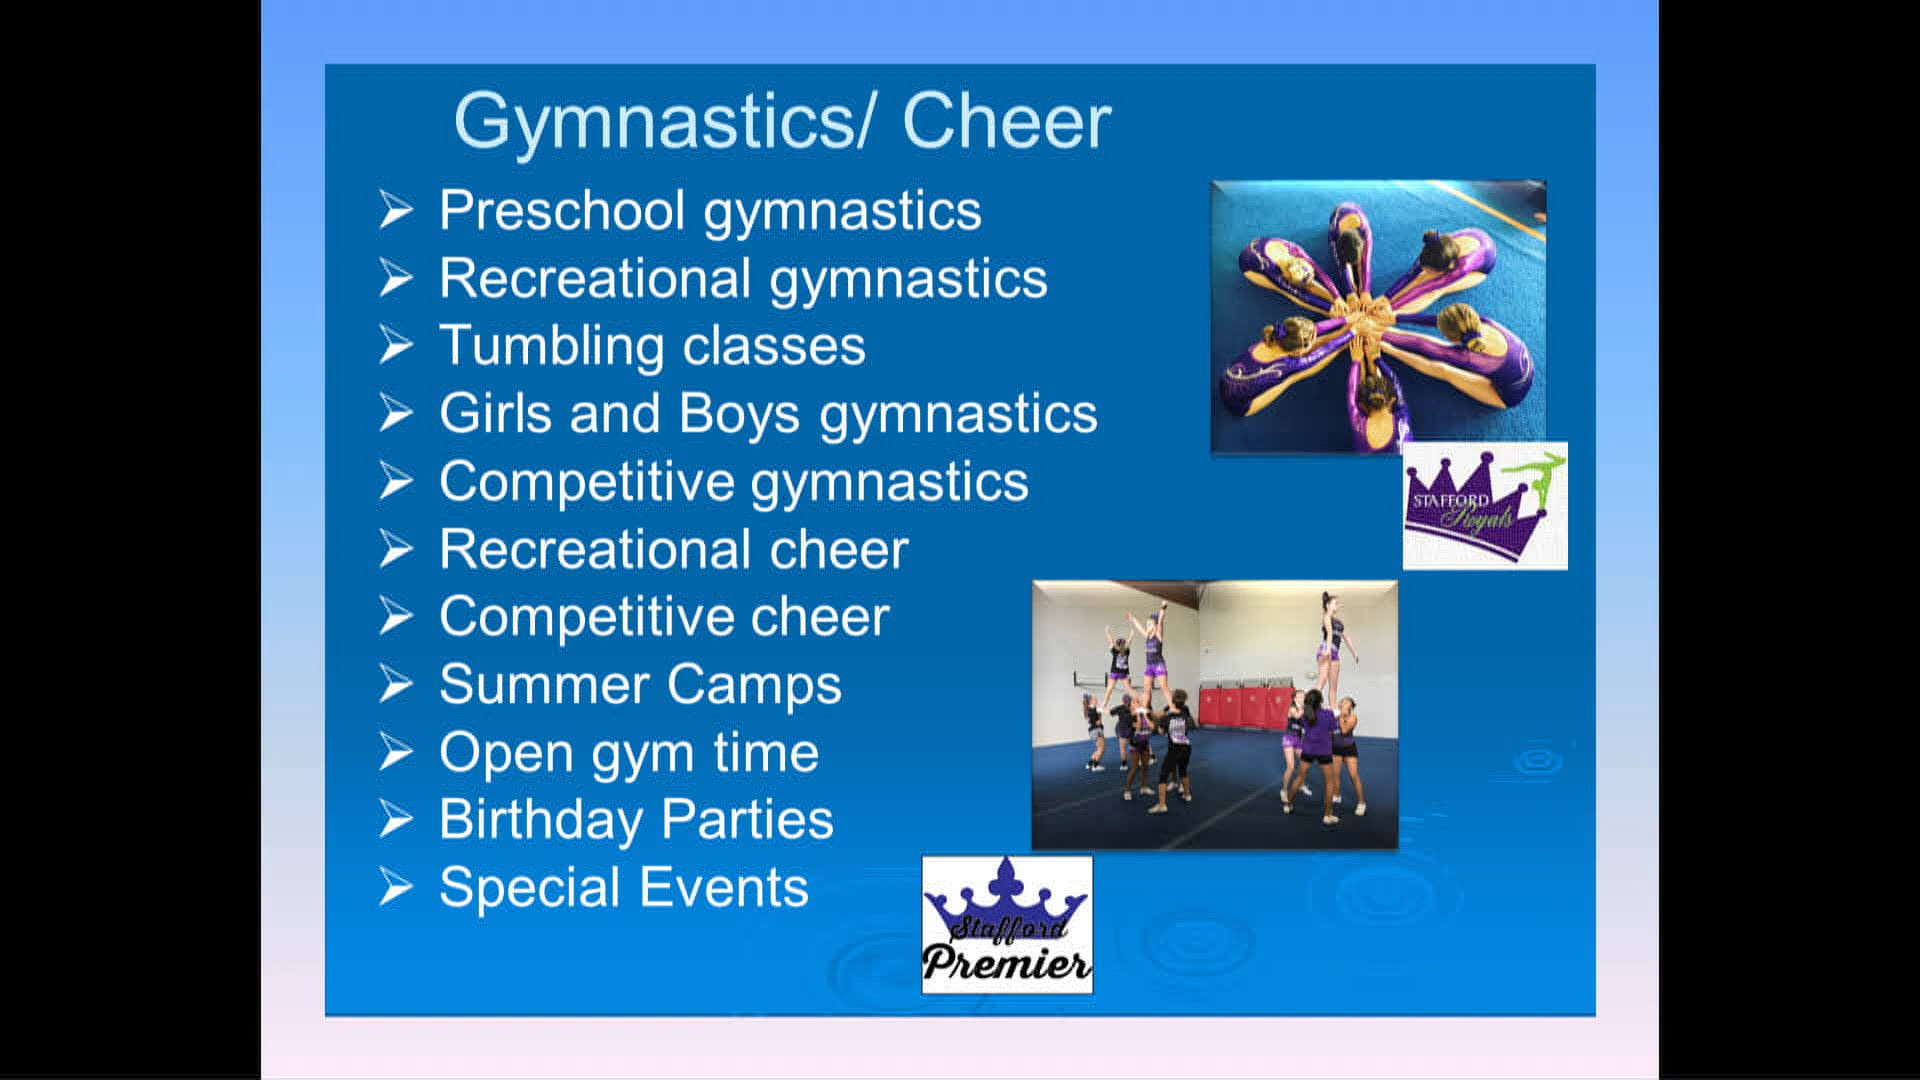 Gymnastics/ Cheer
Preschool gymnastics
Recreational gymnastics
Tumbling classes
Girls and Boys gymnastics
Competitive gymnastics
Recreational cheer
Competitive cheer
Summer Camps
Open gym time
Birthday Parties
Special Events
STAFFORD
Royals
Stafford
Premier